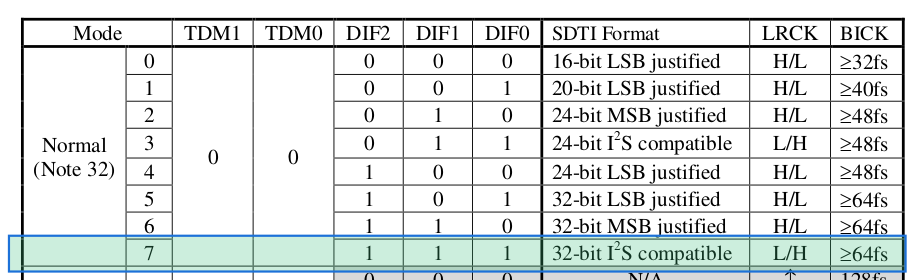 Mode TDM1 TDM0 DIF2 DIF1 DIF0 SDTI Format LRCK BICK
0 0 0 0 16-bit LSB justified H/L ≥32fs
1 0 0 1 20-bit LSB justified H/L ≥40fs
2 0 1 0 24-bit MSB justified H/L ≥48fs
Normal (Note 32) 3 0 0 0 1 1 24-bit I²S compatible L/H ≥48fs
4 1 0 0 24-bit LSB justified H/L ≥48fs
5 1 0 1 32-bit LSB justified H/L ≥64fs
6 1 1 0 32-bit MSB justified H/L ≥64fs
7 1 1 1 32-bit I²S compatible L/H ≥64fs
0 0 0 N/A ↑ 128fs